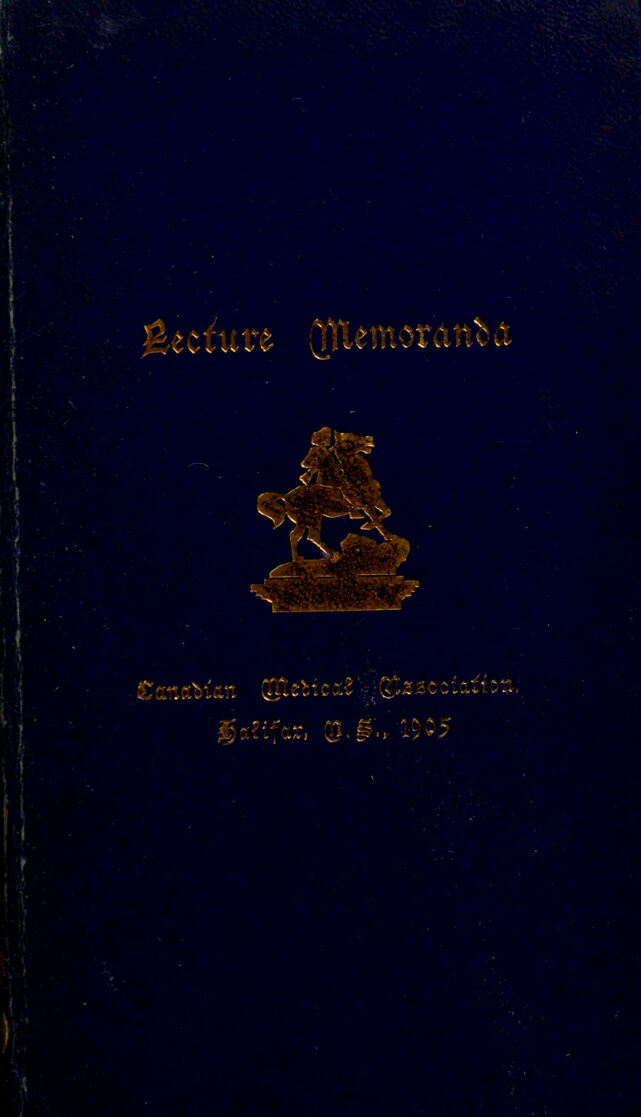 Lecture Memoranda
Canadian Medical Association,
Halifax, N. S., 1905